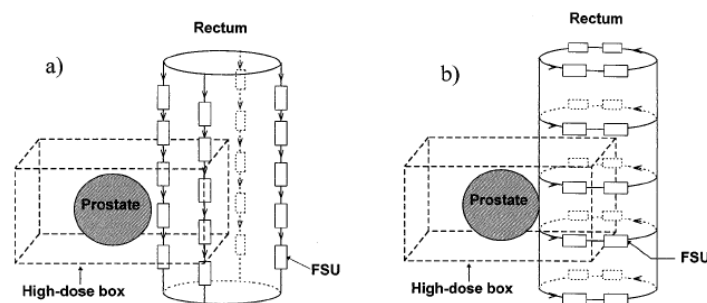 Rectum
a)
Prostate
FSU
High-dose box
Rectum
b)
Prostate
FSU
High-dose box